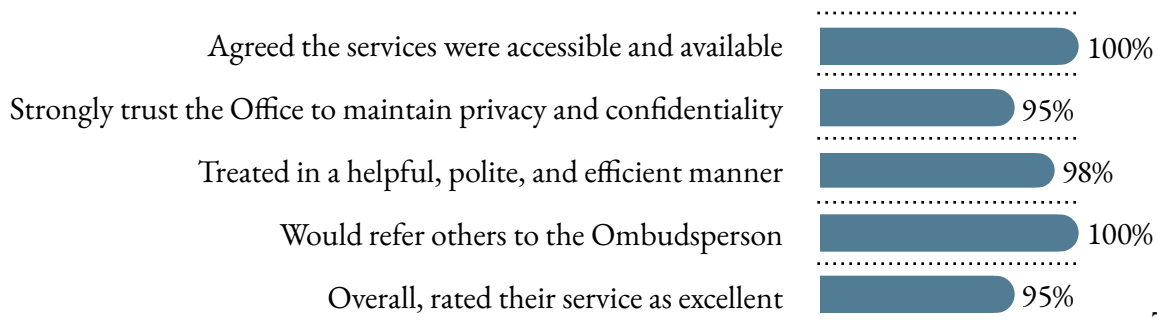 Agreed the services were accessible and available 100%
Strongly trust the Office to maintain privacy and confidentiality 95%
Treated in a helpful, polite, and efficient manner 98%
Would refer others to the Ombudsperson 100%
Overall, rated their service as excellent 95%